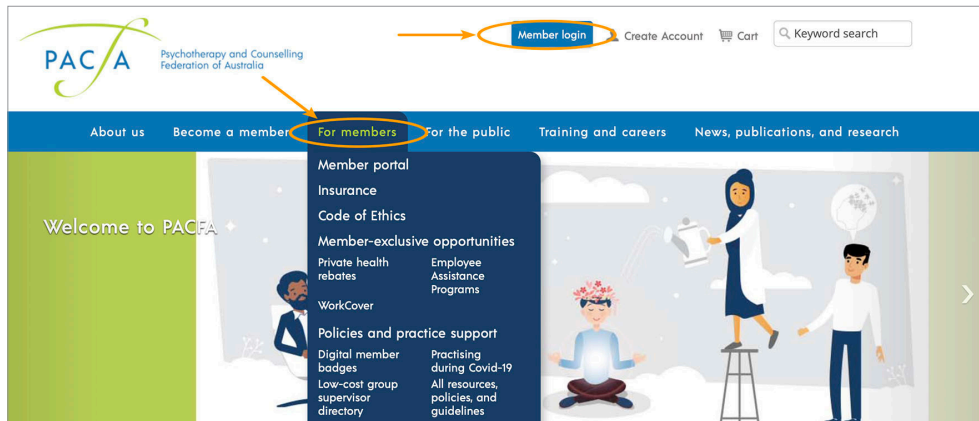 Member login
Create Account
Cart
Keyword search
PACFA
Psychotherapy and Counselling
Federation of Australia
About us
Become a member
For members
For the public
Training and careers
News, publications, and research
Member portal
Insurance
Code of Ethics
Member-exclusive opportunities
Private health
rebates
Employee
Assistance
Programs
WorkCover
Policies and practice support
Digital member
badges
Practising
during Covid-19
Low-cost group
supervisor
directory
All resources,
policies, and
guidelines
Welcome to PACFA